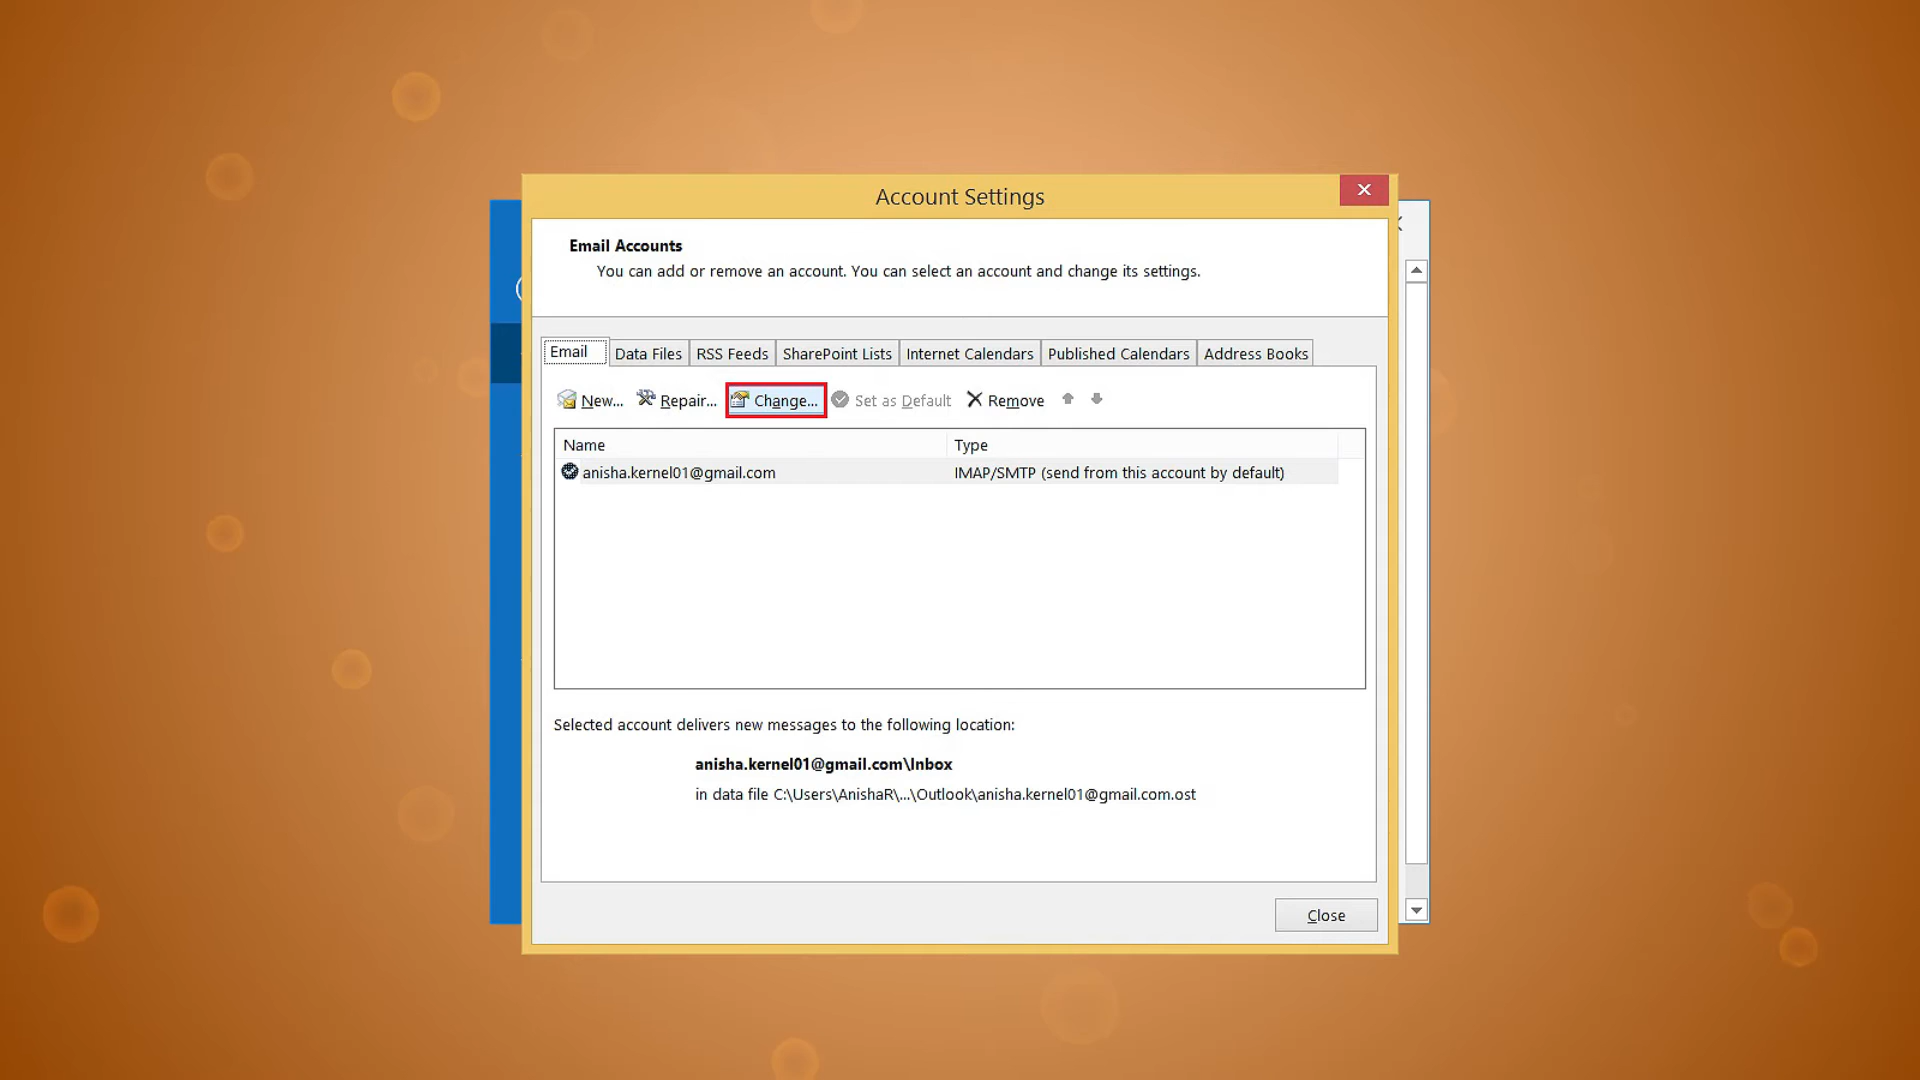 Account Settings
Email Accounts
You can add or remove an account. You can select an account and change its settings.
Email Data Files RSS Feeds SharePoint Lists Internet Calendars Published Calendars Address Books
New... Repair... Change... Set as Default Remove
Name Type
anisha.kernel01@gmail.com IMAP/SMTP (send from this account by default)
Selected account delivers new messages to the following location:
anisha.kernel01@gmail.com\Inbox
in data file C:\Users\AnishaR\...\Outlook\anisha.kernel01@gmail.com.ost
Close